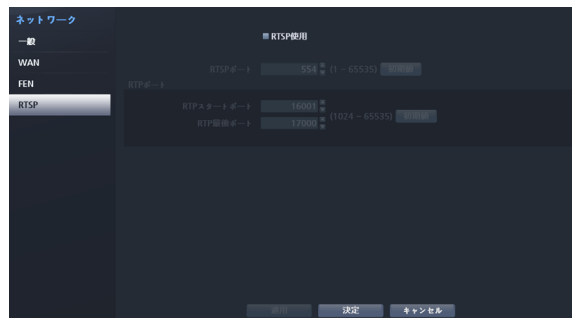 ネットワーク
一般
WAN
FEN
RTSP
RTSP使用
RTSPポート 554 (1 ~ 65535) 初期値
RTPポート
RTPスタートポート 16001
(1024 ~ 65535) 初期値
RTP最後ポート 17000
適用 決定 キャンセル